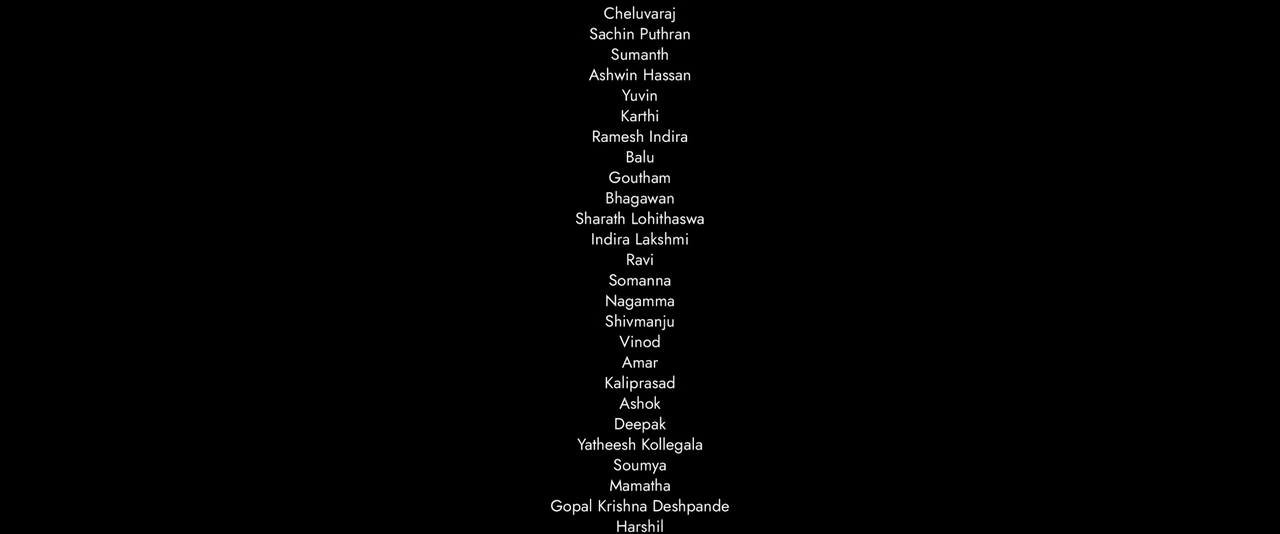 Cheluvaraj
Sachin Puthran
Sumanth
Ashwin Hassan
Yuvin
Karthi
Ramesh Indira
Balu
Goutham
Bhagawan
Sharath Lohithaswa
Indira Lakshmi
Ravi
Somanna
Nagamma
Shivmanju
Vinod
Amar
Kaliprasad
Ashok
Deepak
Yatheesh Kollegala
Soumya
Mamatha
Gopal Krishna Deshpande
Harshil